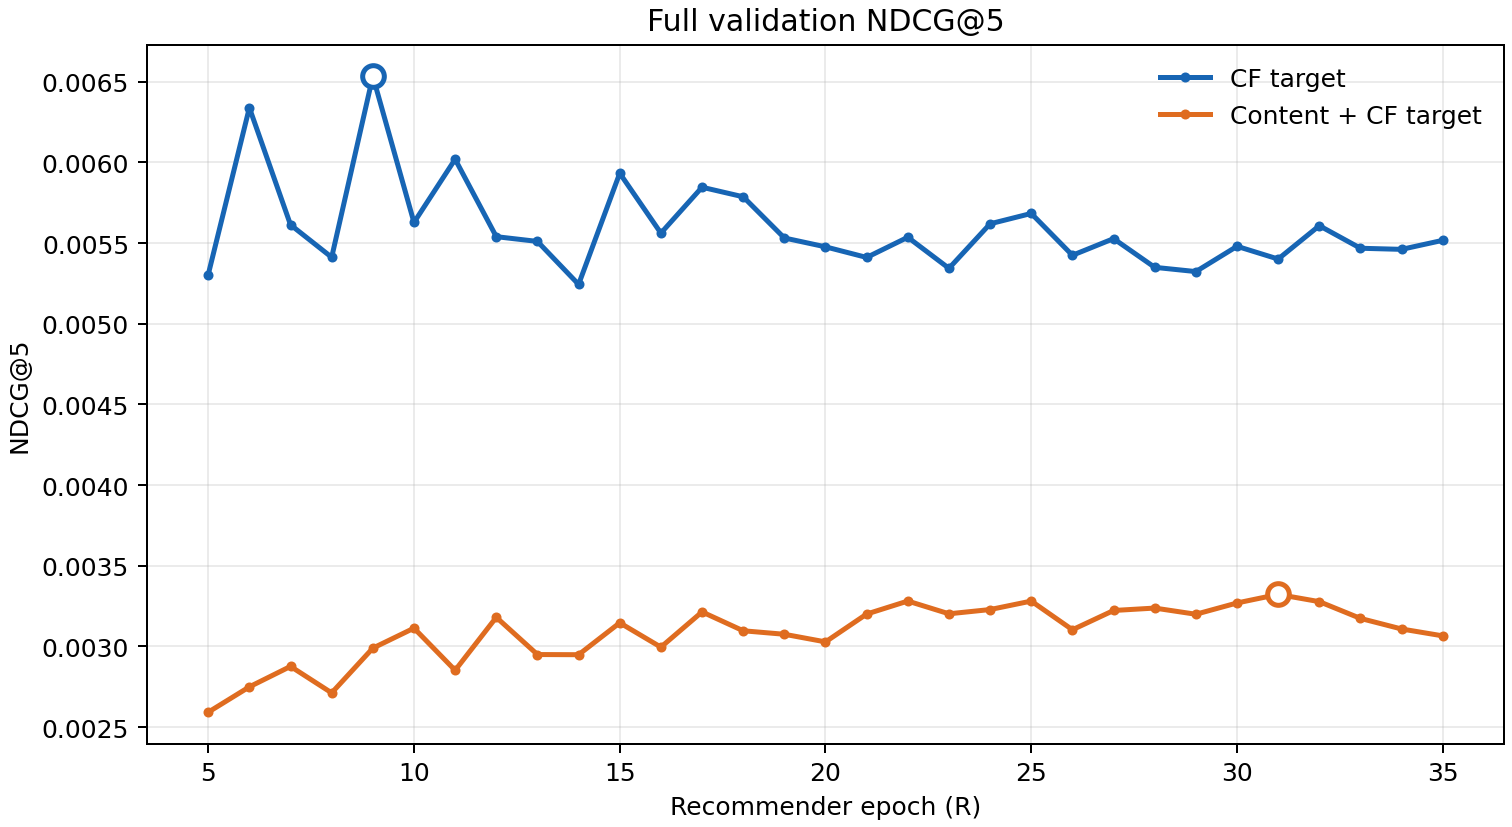 Full validation NDCG@5
CF target
Content + CF target
0.0065
0.0060
0.0055
0.0050
0.0045
0.0040
0.0035
0.0030
0.0025
NDCG@5
5 10 15 20 25 30 35
Recommender epoch (R)